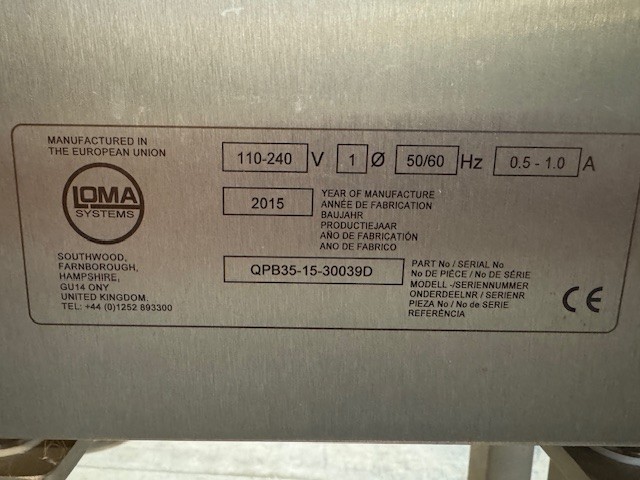 MANUFACTURED IN
THE EUROPEAN UNION
LOMA
SYSTEMS
SOUTHWOOD,
FARNBOROUGH,
HAMPSHIRE,
GU14 ONY
UNITED KINGDOM.
TEL: +44 (0)1252 893300
110-240 V 1 Ø 50/60 Hz 0.5 - 1.0 A
2015
YEAR OF MANUFACTURE
ANNÉE DE FABRICATION
BAUJAHR
PRODUCTIEJAAR
AÑO DE FABRICATIÓN
ANO DE FABRICO
QPB35-15-30039D
PART No / SERIAL No
No DE PIÈCE / No DE SÉRIE
MODELL -/SERIENNUMMER
ONDERDEELNR / SERIENR
PIEZA No / No de SERIE
REFERÊNCIA
CE